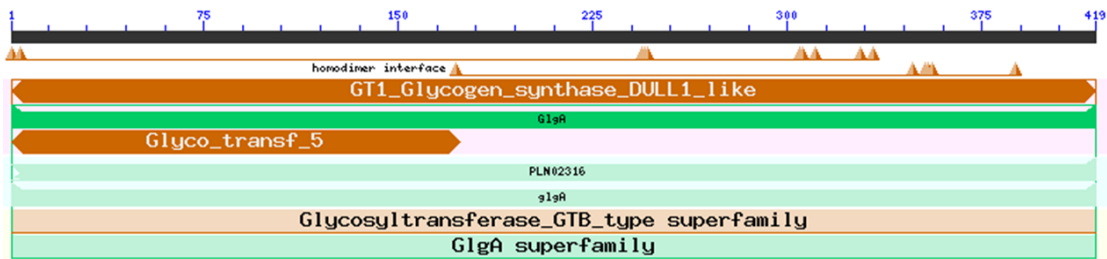 1 75 150 225 300 375 419
homodimer interface
GT1_Glycogen_synthase_DULL1_like
GlgA
Glyco_transf_5
PLN02316
glgA
Glycosyltransferase_GTB_type superfamily
GlgA superfamily